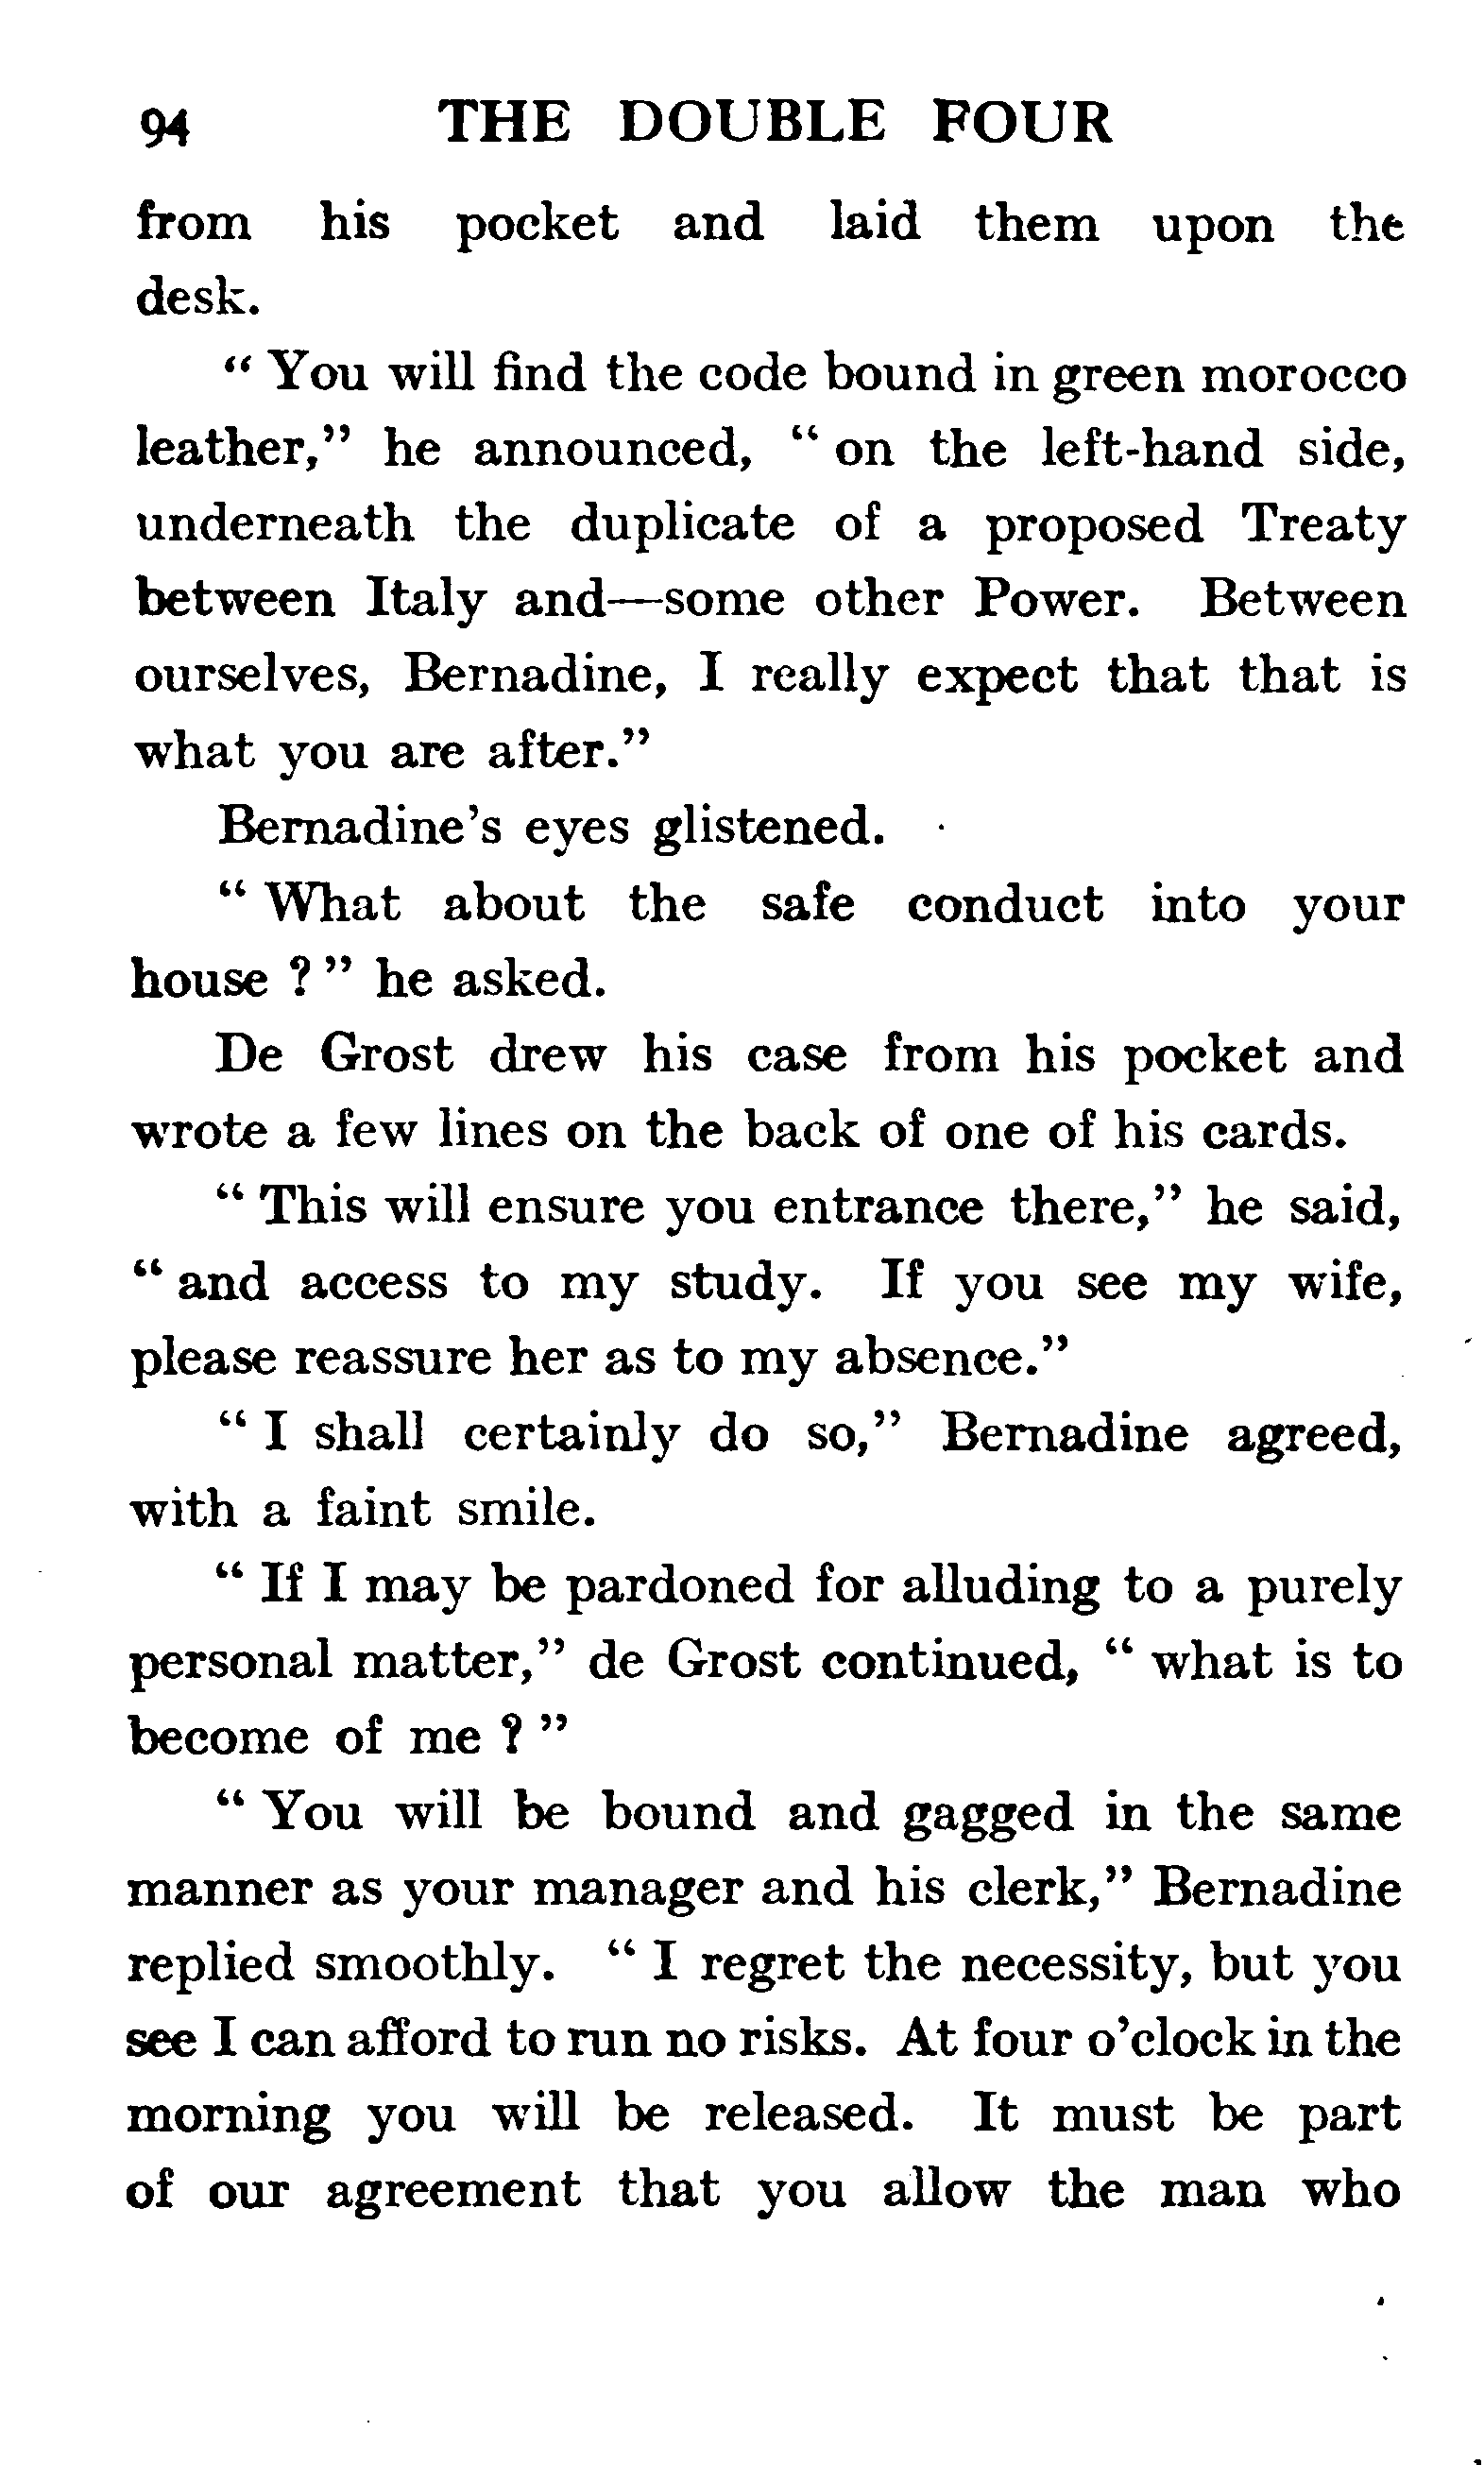 94 THE DOUBLE FOUR
from his pocket and laid them upon the
desk.
“ You will find the code bound in green morocco
leather,” he announced, “ on the left-hand side,
underneath the duplicate of a proposed Treaty
between Italy and—some other Power. Between
ourselves, Bernadine, I really expect that that is
what you are after.”
Bernadine’s eyes glistened.
“ What about the safe conduct into your
house ? ” he asked.
De Grost drew his case from his pocket and
wrote a few lines on the back of one of his cards.
“ This will ensure you entrance there,” he said,
“ and access to my study. If you see my wife,
please reassure her as to my absence.”
“ I shall certainly do so,” Bernadine agreed,
with a faint smile.
“ If I may be pardoned for alluding to a purely
personal matter,” de Grost continued, “ what is to
become of me ? ”
“ You will be bound and gagged in the same
manner as your manager and his clerk,” Bernadine
replied smoothly. “ I regret the necessity, but you
see I can afford to run no risks. At four o’clock in the
morning you will be released. It must be part
of our agreement that you allow the man who